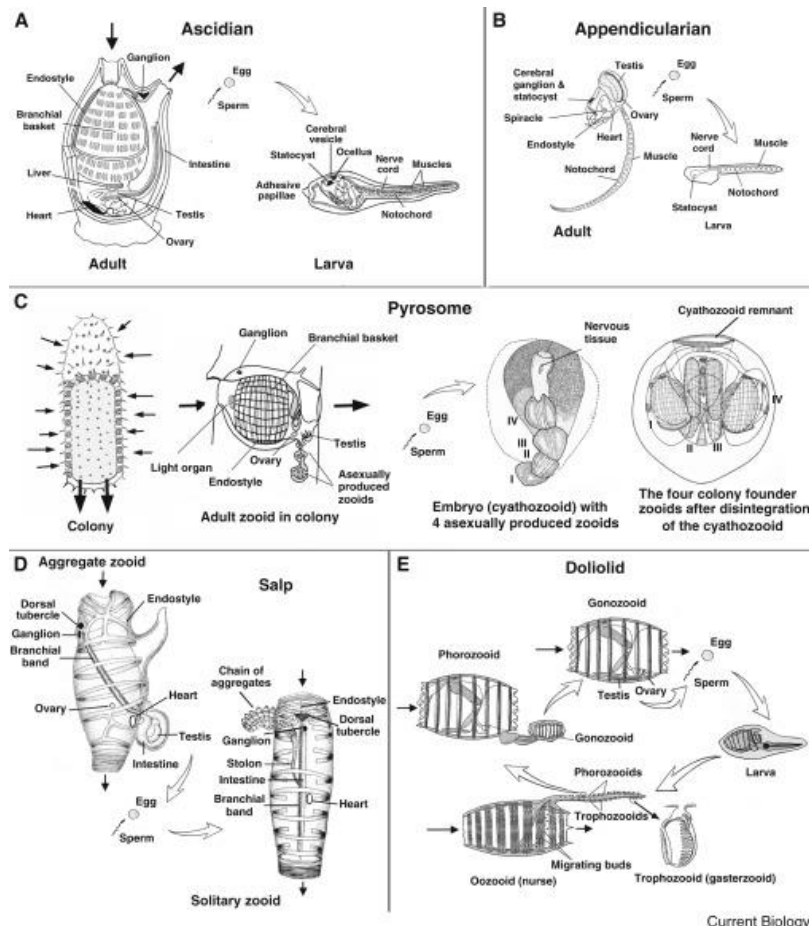 A
Ascidian
Ganglion
Endostyle
Branchial
basket
Liver
Heart
Intestine
Testis
Ovary
Adult
Egg
Sperm
Cerebral
vesicle
Ocellus
Statocyst
Nerve
cord
Muscles
Adhesive
papillae
Notochord
Larva
B
Appendicularian
Testis
Cerebral
ganglion &
statocyst
Spiracle
Endostyle
Heart
Ovary
Muscle
Notochord
Adult
Egg
Sperm
Nerve
cord
Muscle
Notochord
Statocyst
Larva
C
Pyrosome
Colony
Ganglion
Branchial basket
Light organ
Endostyle
Ovary
Testis
Asexually
produced
zooids
Adult zooid in colony
Egg
Sperm
Nervous
tissue
IV
III
II
I
Embryo (cyathozooid) with
4 asexually produced zooids
Cyathozooid remnant
I
II
III
IV
The four colony founder
zooids after disintegration
of the cyathozooid
D
Aggregate zooid
Salp
Dorsal
tubercle
Ganglion
Branchial
band
Endostyle
Ovary
Heart
Testis
Intestine
Egg
Sperm
Chain of
aggregates
Endostyle
Dorsal
tubercle
Ganglion
Stolon
Intestine
Branchial
band
Heart
Solitary zooid
E
Doliolid
Gonozooid
Phorozooid
Testis
Ovary
Egg
Sperm
Gonozooid
Larva
Phorozooids
Trophozooids
Migrating buds
Oozooid (nurse)
Trophozooid (gasterzooid)
Current Biology